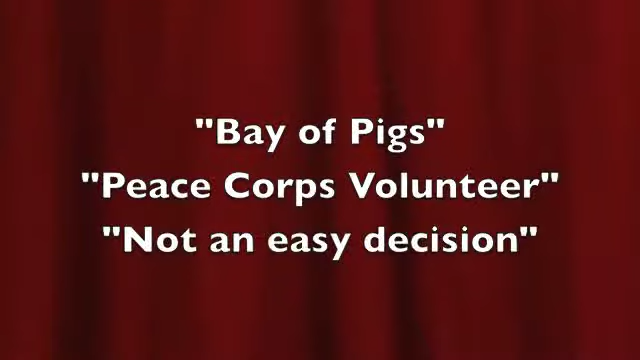 "Bay of Pigs"
"Peace Corps Volunteer"
"Not an easy decision"